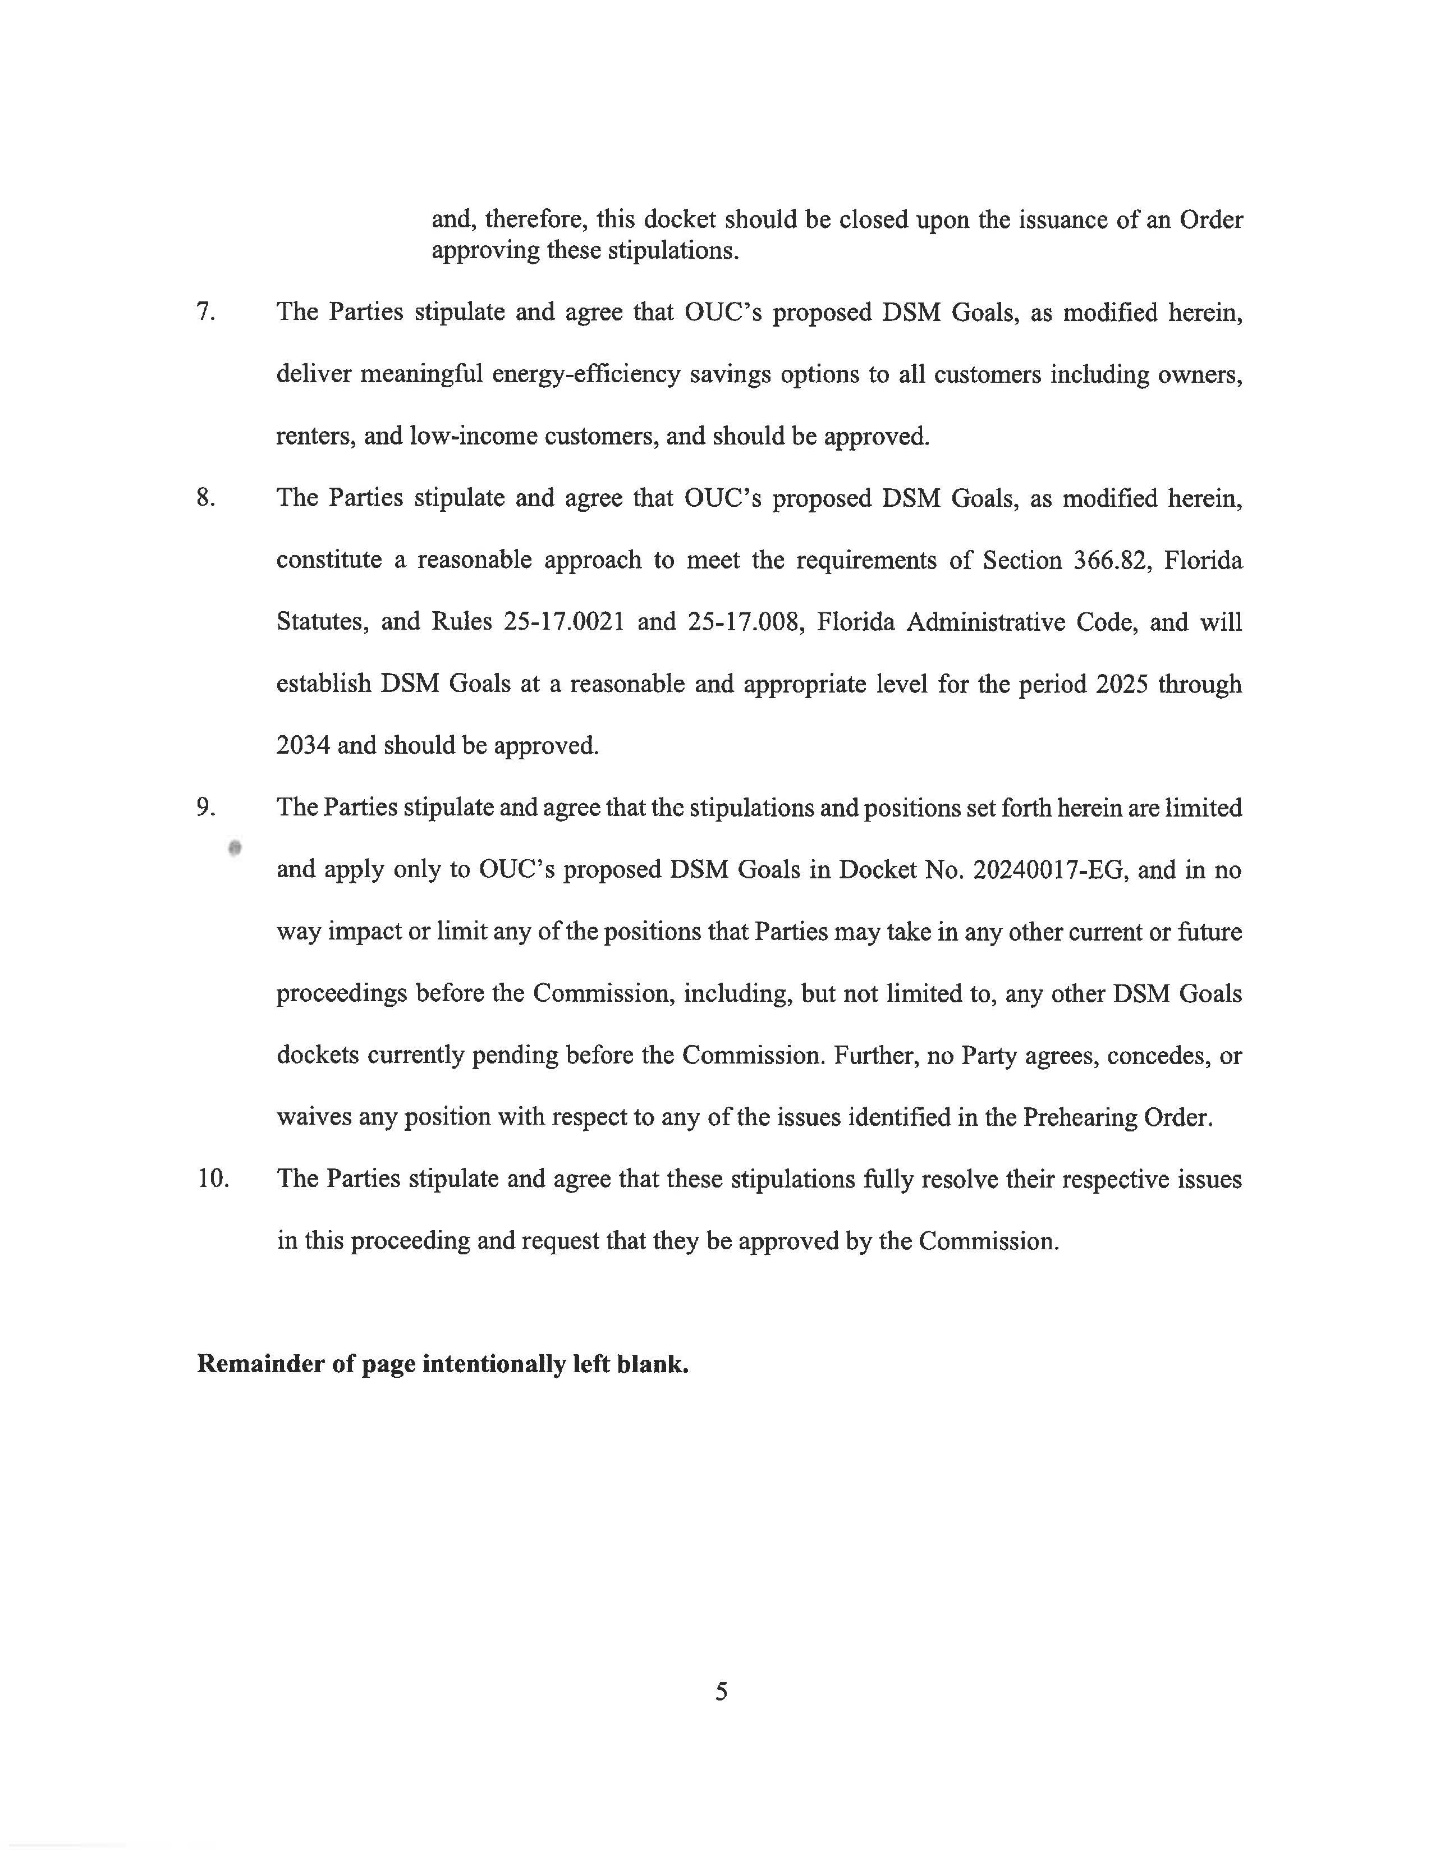 and, therefore, this docket should be closed upon the issuance of an Order
approving these stipulations.
7. The Parties stipulate and agree that OUC's proposed DSM Goals, as modified herein,
deliver meaningful energy-efficiency savings options to all customers including owners,
renters, and low-income customers, and should be approved.
8. The Parties stipulate and agree that OUC's proposed DSM Goals, as modified herein,
constitute a reasonable approach to meet the requirements of Section 366.82, Florida
Statutes, and Rules 25-17.0021 and 25-17.008, Florida Administrative Code, and will
establish DSM Goals at a reasonable and appropriate level for the period 2025 through
2034 and should be approved.
9. The Parties stipulate and agree that the stipulations and positions set forth herein are limited
and apply only to OUC's proposed DSM Goals in Docket No. 20240017-EG, and in no
way impact or limit any of the positions that Parties may take in any other current or future
proceedings before the Commission, including, but not limited to, any other DSM Goals
dockets currently pending before the Commission. Further, no Party agrees, concedes, or
waives any position with respect to any of the issues identified in the Prehearing Order.
10. The Parties stipulate and agree that these stipulations fully resolve their respective issues
in this proceeding and request that they be approved by the Commission.
Remainder of page intentionally left blank.
5